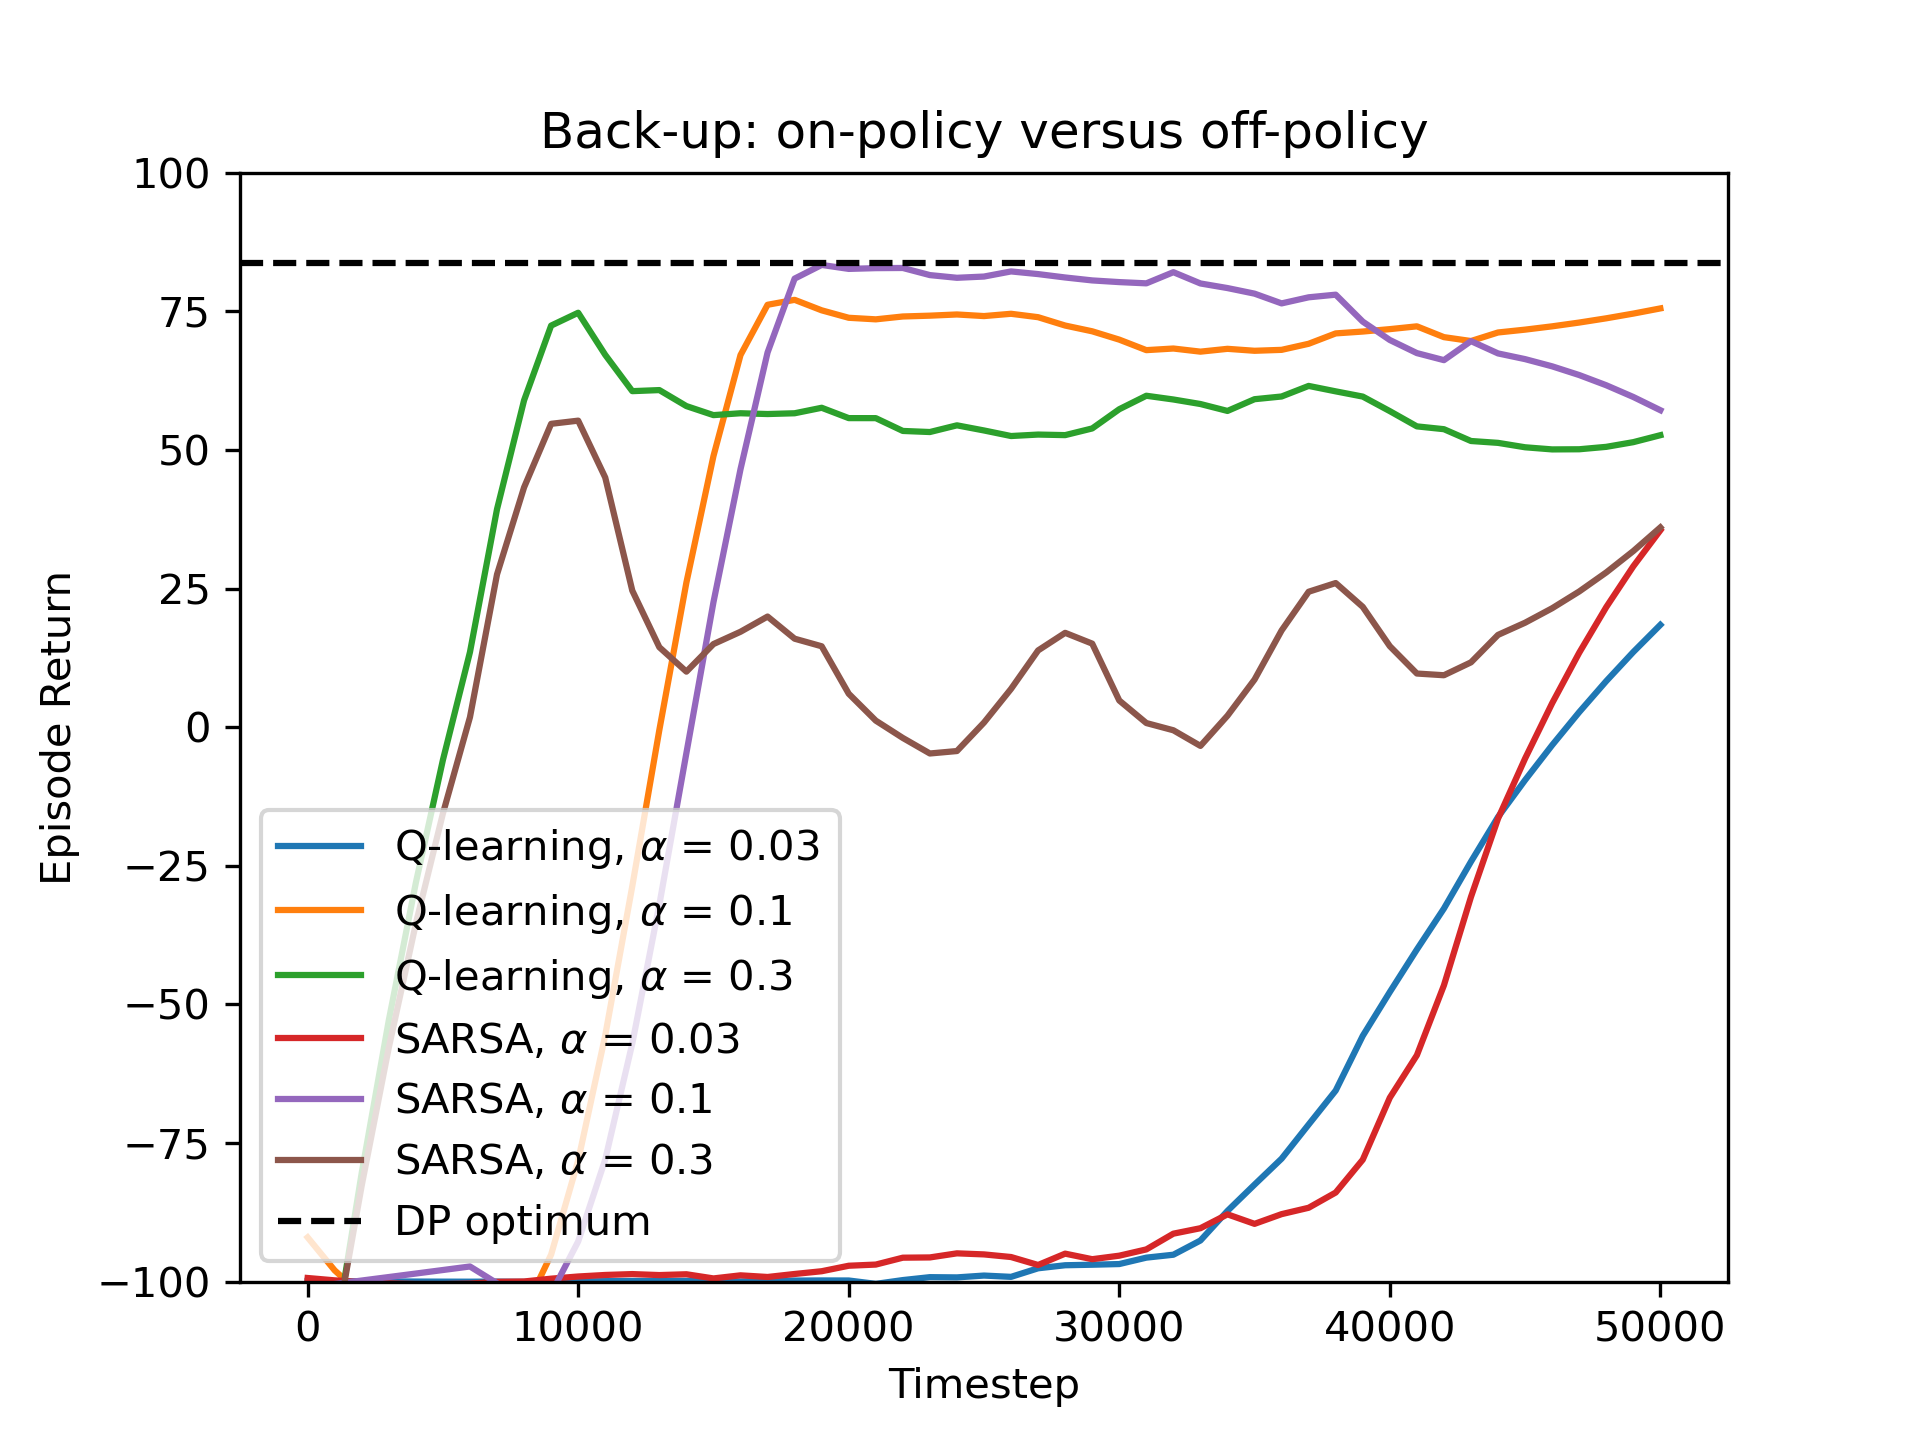 Back-up: on-policy versus off-policy
100
75
50
25
0
−25
−50
−75
−100
Episode Return
Q-learning, α = 0.03
Q-learning, α = 0.1
Q-learning, α = 0.3
SARSA, α = 0.03
SARSA, α = 0.1
SARSA, α = 0.3
DP optimum
0 10000 20000 30000 40000 50000
Timestep